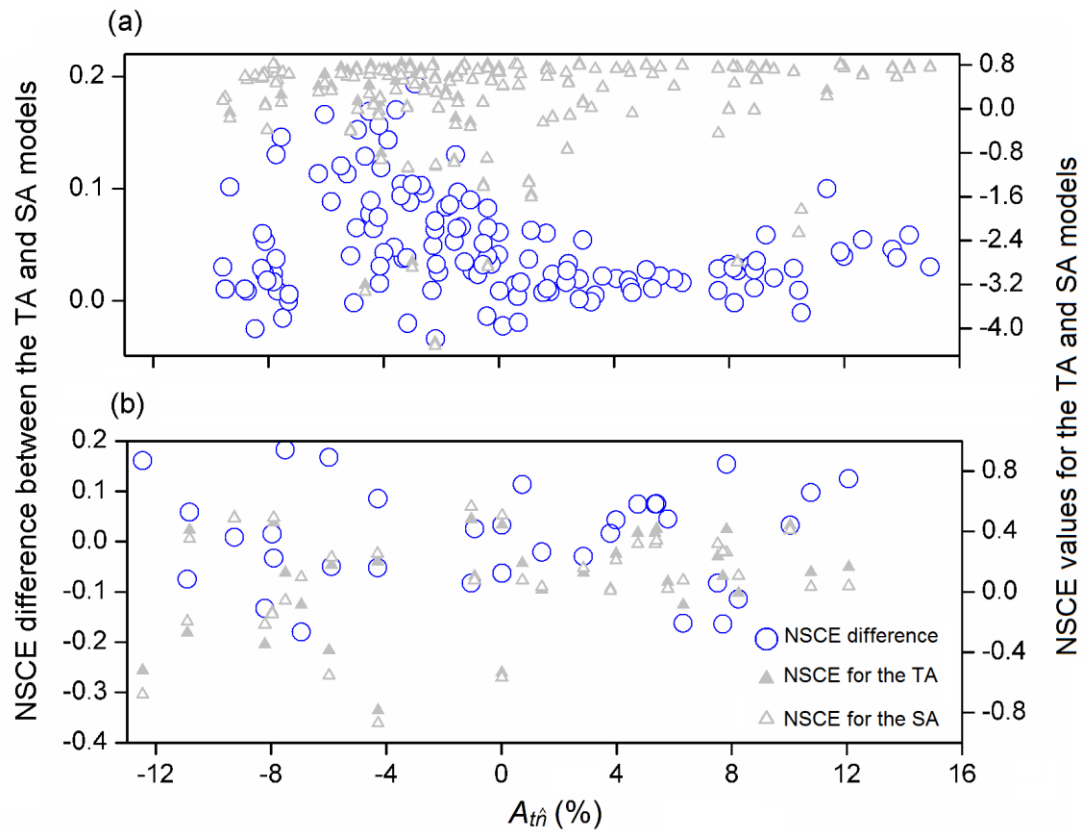 (a)
0.2
0.1
0.0
0.8
0.0
-0.8
-1.6
-2.4
-3.2
-4.0
NSCE difference between the TA and SA models
NSCE values for the TA and SA models
(b)
0.2
0.1
0.0
-0.1
-0.2
-0.3
-0.4
0.8
0.4
0.0
-0.4
-0.8
NSCE difference
NSCE for the TA
NSCE for the SA
-12 -8 -4 0 4 8 12 16
Atn̂ (%)